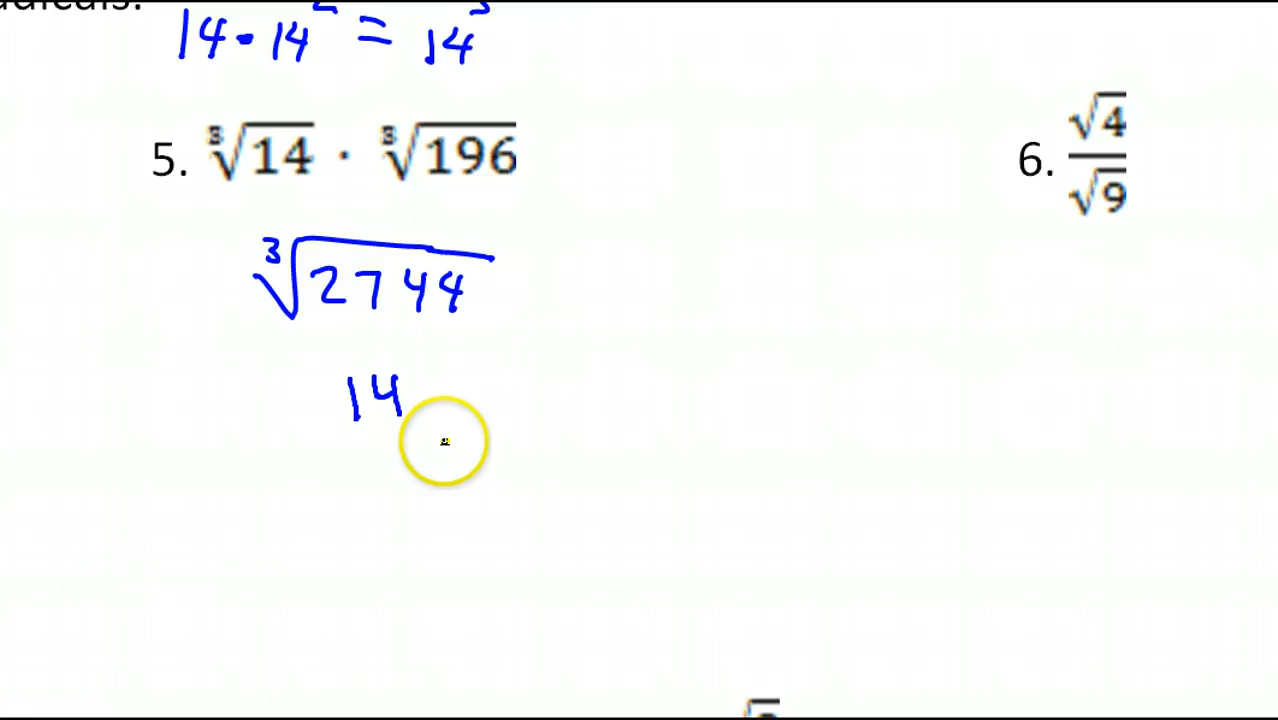 14 · 14² = 14³
5. ∛14 · ∛196
6. √4/√9
∛2744
14